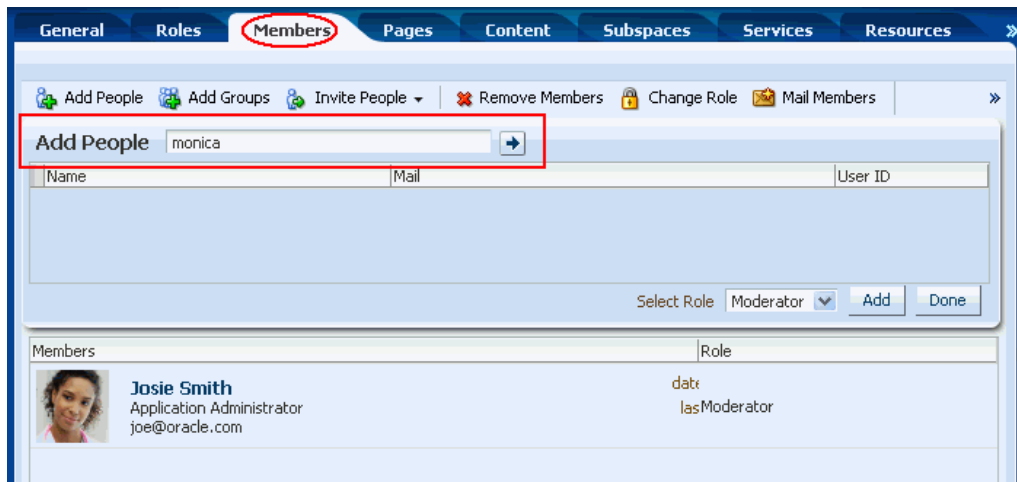 General Roles Members Pages Content Subspaces Services Resources »
Add People Add Groups Invite People Remove Members Change Role Mail Members »
Add People monica
Name Mail User ID
Select Role Moderator Add Done
Members Role
Josie Smith date
Application Administrator las Moderator
joe@oracle.com